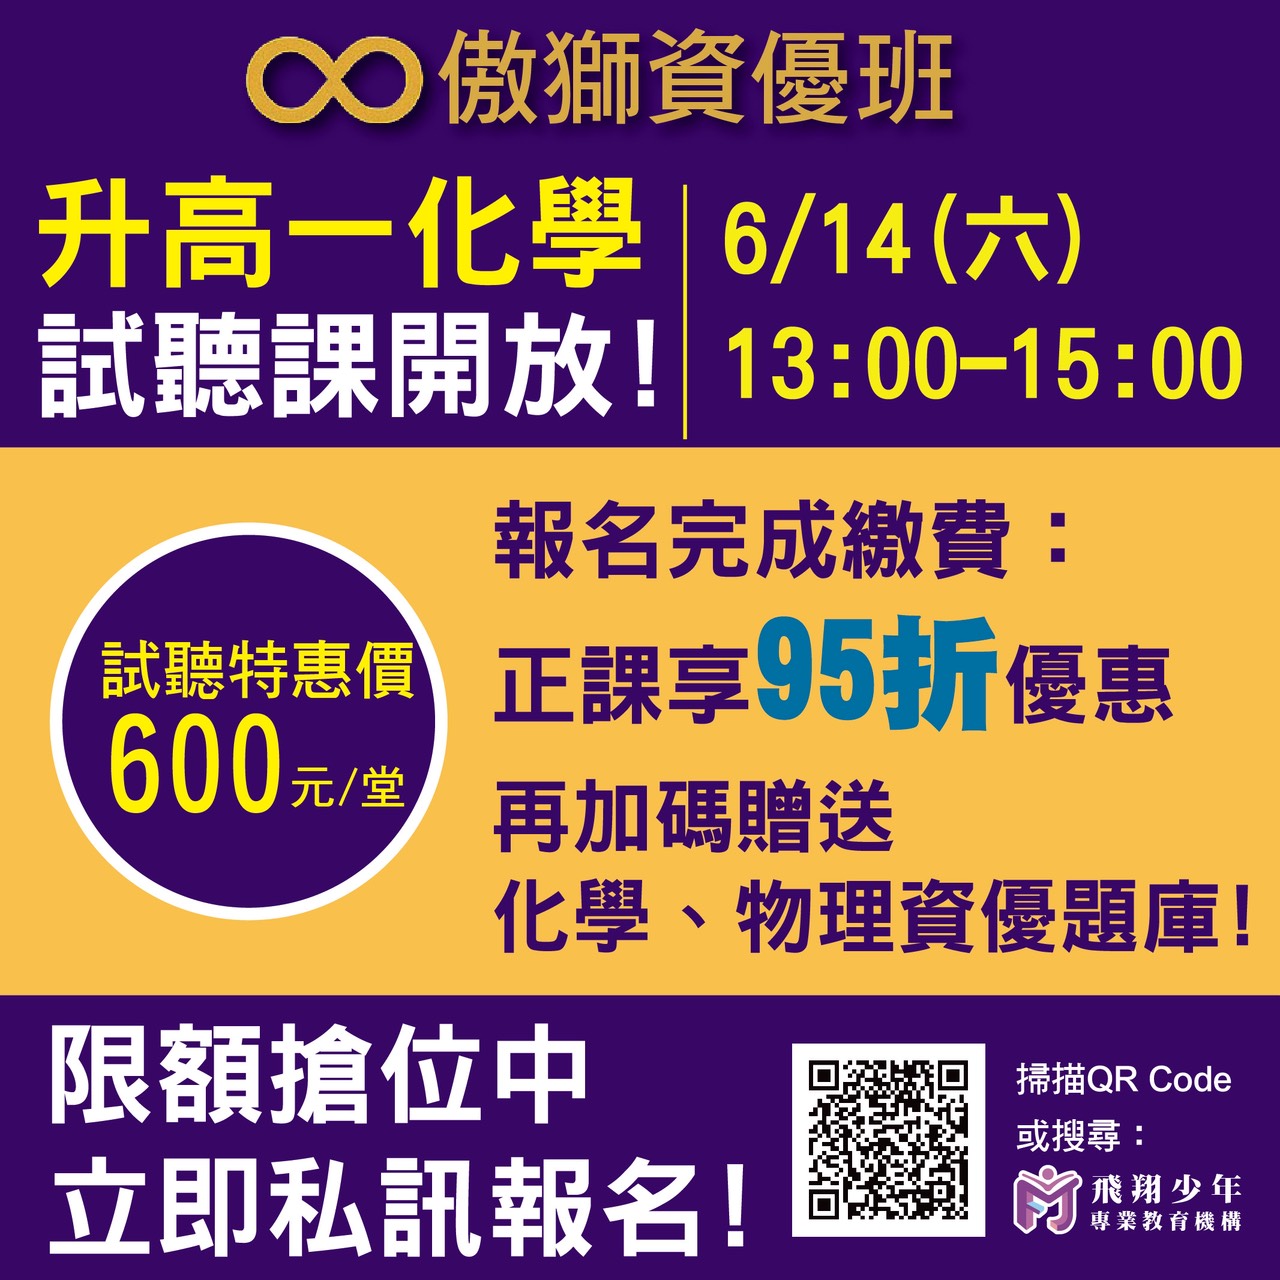 傲獅資優班
升高一化學
試聽課開放!
6/14(六)
13:00-15:00
試聽特惠價
600元/堂
報名完成繳費：
正課享95折優惠
再加碼贈送
化學、物理資優題庫!
限額搶位中
立即私訊報名!
掃描QR Code
或搜尋：
飛翔少年
專業教育機構